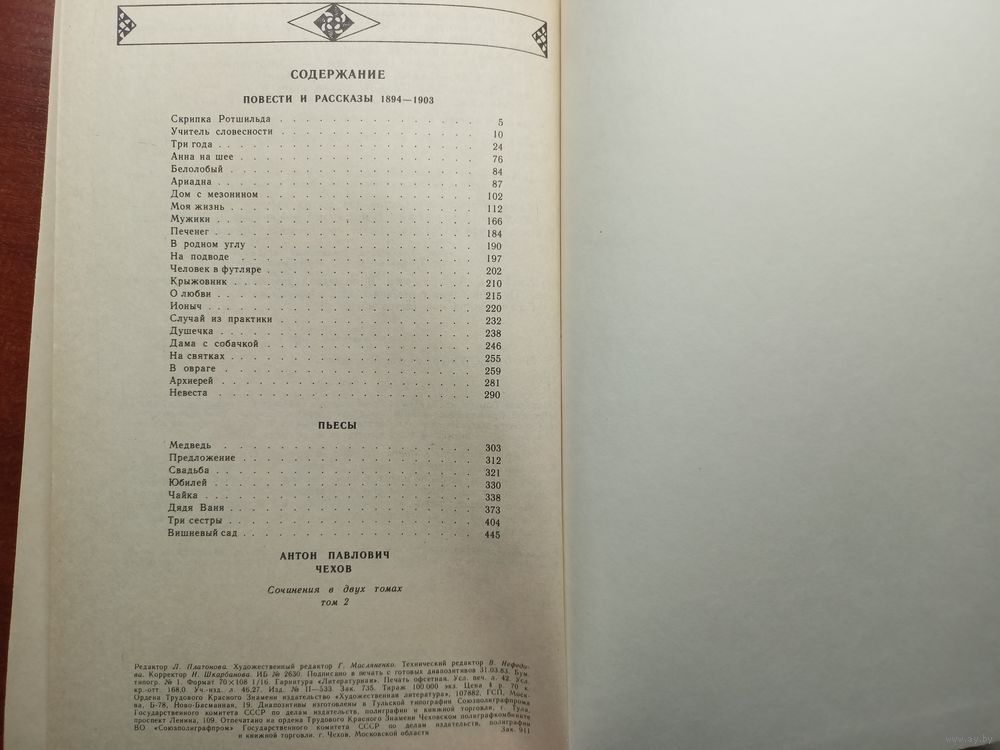 СОДЕРЖАНИЕ
ПОВЕСТИ И РАССКАЗЫ 1894—1903
Скрипка Ротшильда . . . . . . . . . . . . . . 5
Учитель словесности . . . . . . . . . . . . . . 10
Три года . . . . . . . . . . . . . . 24
Анна на шее . . . . . . . . . . . . . . 76
Белолобый . . . . . . . . . . . . . . 84
Ариадна . . . . . . . . . . . . . . 87
Дом с мезонином . . . . . . . . . . . . . . 102
Моя жизнь . . . . . . . . . . . . . . 112
Мужики . . . . . . . . . . . . . . 166
Печенег . . . . . . . . . . . . . . 184
В родном углу . . . . . . . . . . . . . . 190
На подводе . . . . . . . . . . . . . . 197
Человек в футляре . . . . . . . . . . . . . . 202
Крыжовник . . . . . . . . . . . . . . 210
О любви . . . . . . . . . . . . . . 215
Ионыч . . . . . . . . . . . . . . 220
Случай из практики . . . . . . . . . . . . . . 232
Душечка . . . . . . . . . . . . . . 238
Дама с собачкой . . . . . . . . . . . . . . 246
На святках . . . . . . . . . . . . . . 255
В овраге . . . . . . . . . . . . . . 259
Архиерей . . . . . . . . . . . . . . 281
Невеста . . . . . . . . . . . . . . 290
ПЬЕСЫ
Медведь . . . . . . . . . . . . . . 303
Предложение . . . . . . . . . . . . . . 312
Свадьба . . . . . . . . . . . . . . 321
Юбилей . . . . . . . . . . . . . . 330
Чайка . . . . . . . . . . . . . . 338
Дядя Ваня . . . . . . . . . . . . . . 373
Три сестры . . . . . . . . . . . . . . 404
Вишневый сад . . . . . . . . . . . . . . 445
АНТОН ПАВЛОВИЧ
ЧЕХОВ
Сочинения в двух томах
том 2
Редактор Л. Платонова. Художественный редактор Г. Масляненко. Технический редактор В. Нефедо-
ва. Корректор Н. Шкарбанова. ИБ № 2630. Подписано в печать с готовых диапозитивов 31.03.83. Бум.
типогр. № 1. Формат 70×108 1/16. Гарнитура «Литературная». Печать офсетная. Усл. печ. л. 42. Усл.
кр.-отт. 168,0. Уч.-изд. л. 46,27. Изд. № II—533. Зак. 735. Тираж 100 000 экз. Цена 4 р. 70 к.
Ордена Трудового Красного Знамени издательство «Художественная литература», 107882, ГСП, Моск-
ва, Б-78, Ново-Басманная, 19. Диапозитивы изготовлены в Тульской типографии Союзполиграфпрома
Государственного комитета СССР по делам издательств, полиграфии и книжной торговли, г. Тула,
проспект Ленина, 109. Отпечатано на ордена Трудового Красного Знамени Чеховском полиграфкомбинате
ВО «Союзполиграфпром» Государственного комитета СССР по делам издательств, полиграфии
и книжной торговли. г. Чехов, Московской области Зак. 911
www.ay.by